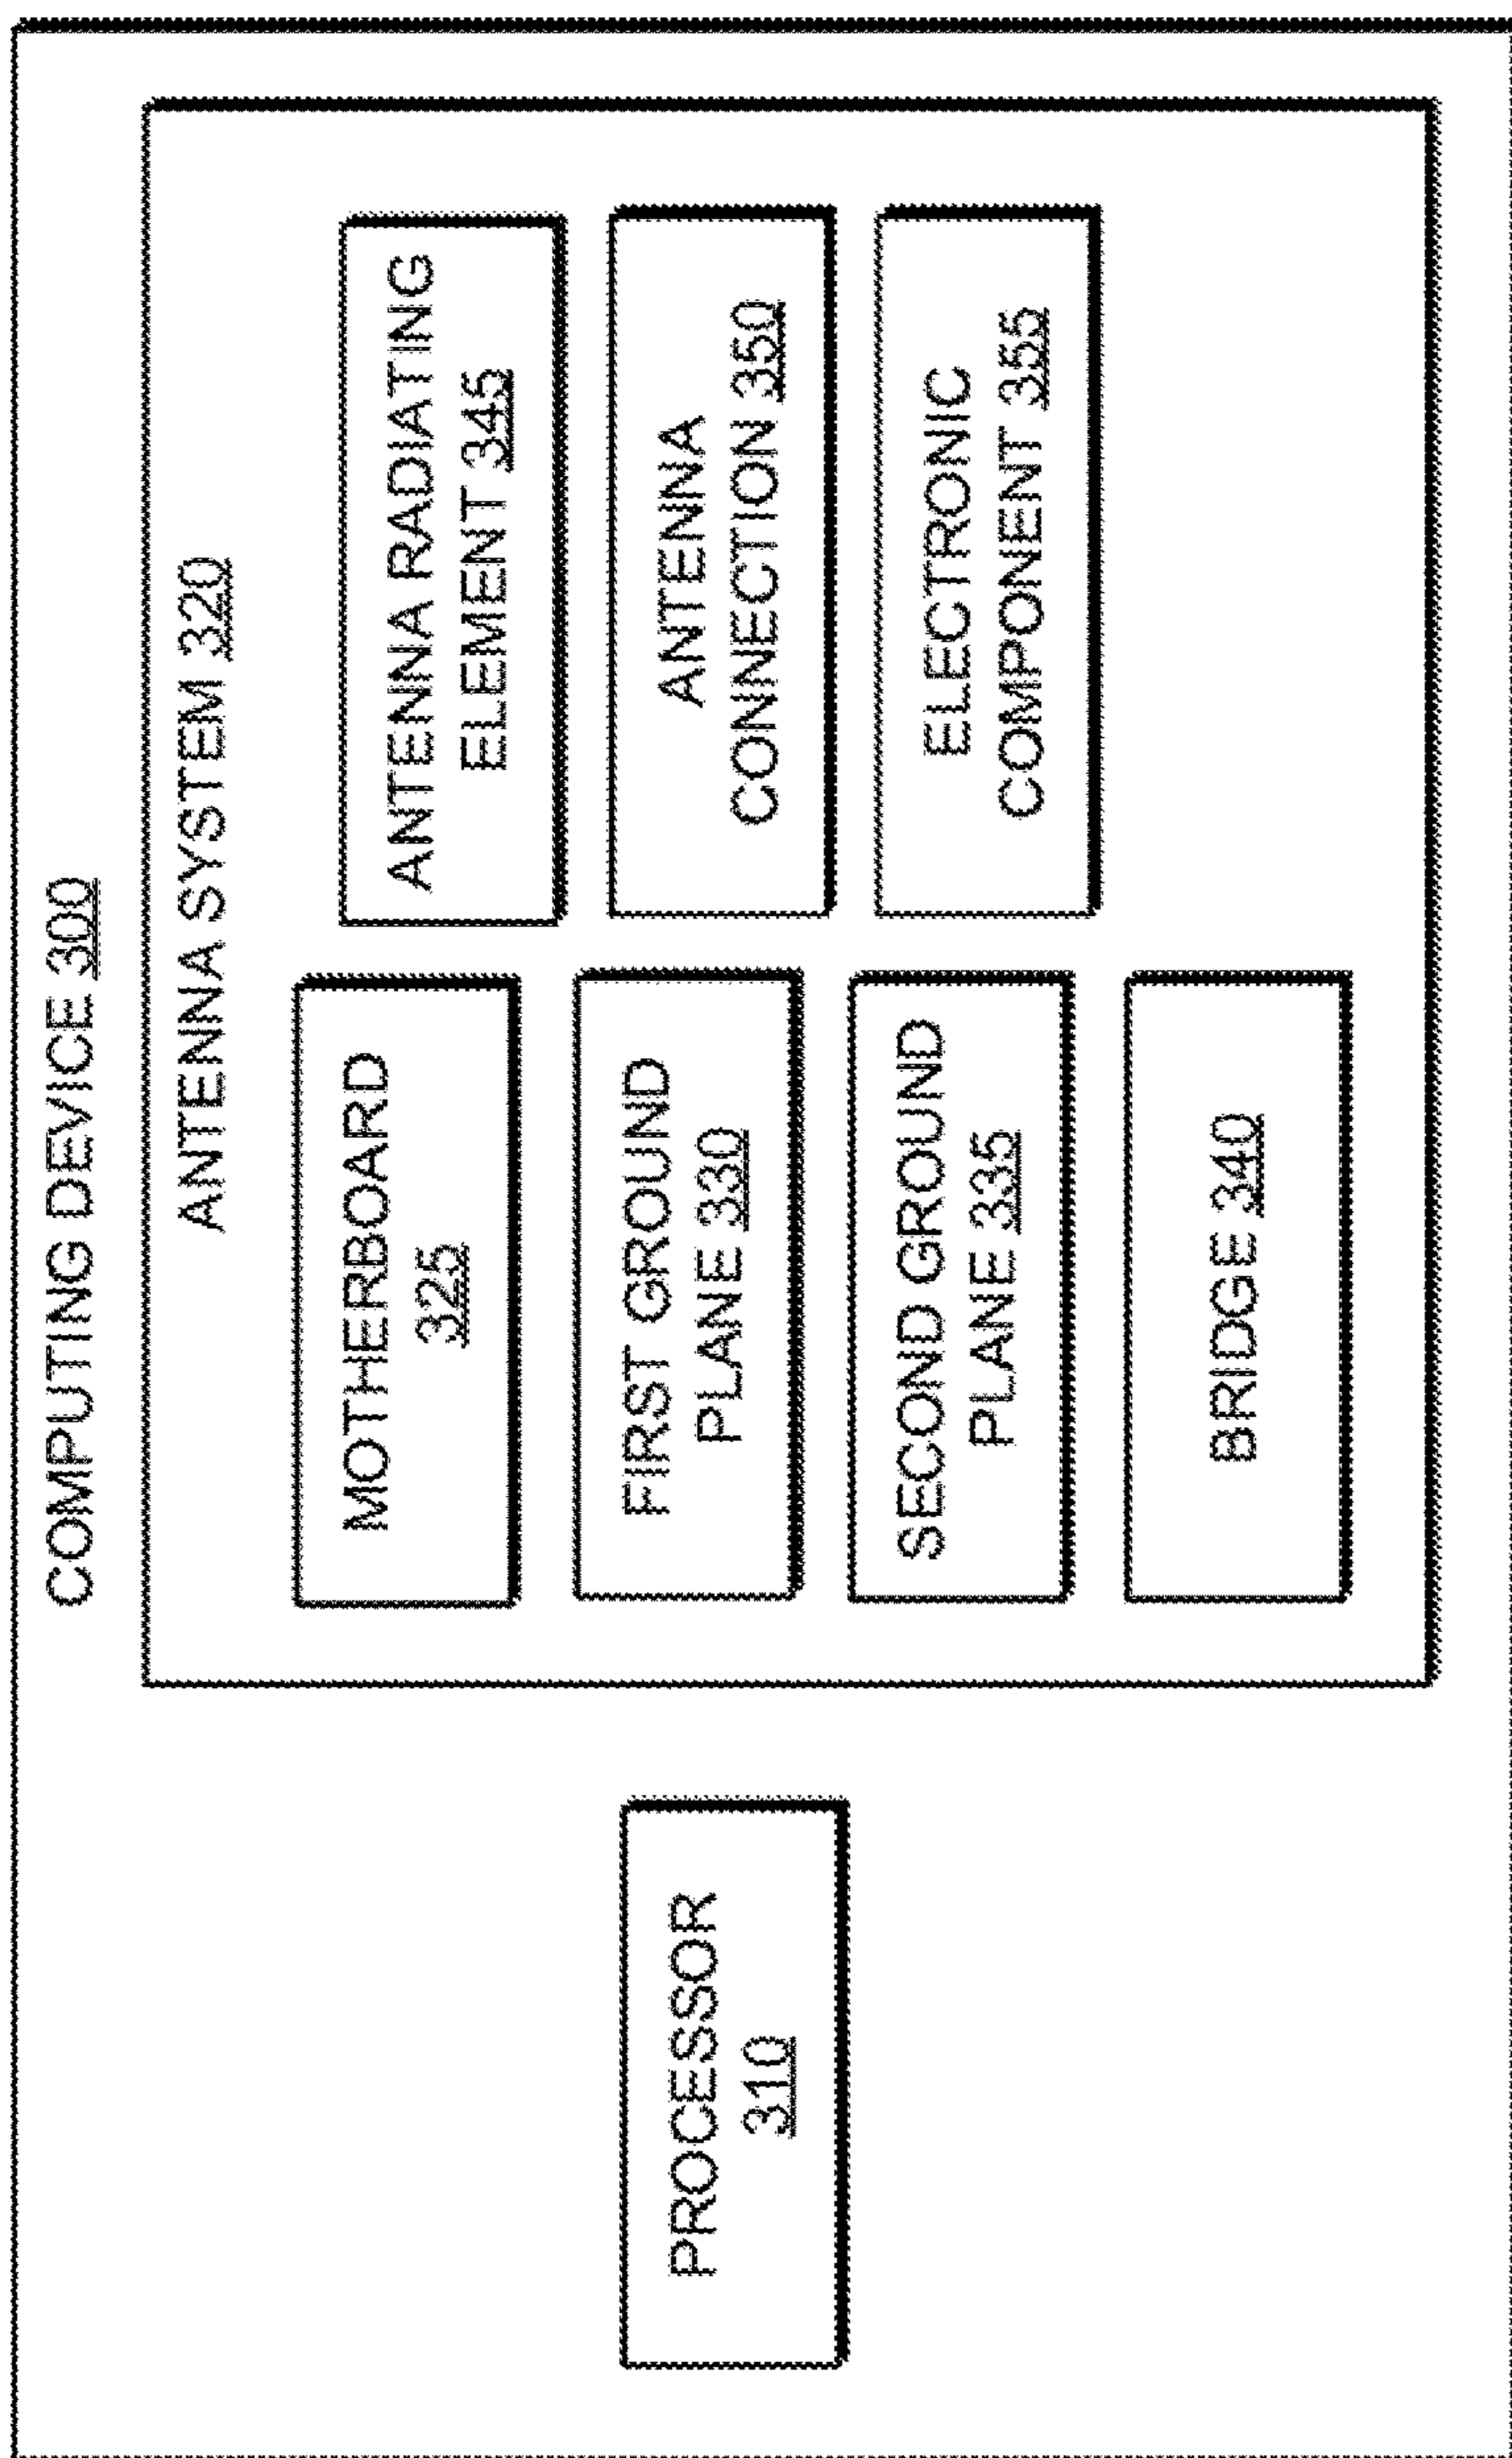 COMPUTING DEVICE 300
PROCESSOR
310
ANTENNA SYSTEM 320
MOTHERBOARD
325
FIRST GROUND
PLANE 330
SECOND GROUND
PLANE 335
BRIDGE 340
ANTENNA RADIATING
ELEMENT 345
ANTENNA
CONNECTION 350
ELECTRONIC
COMPONENT 355